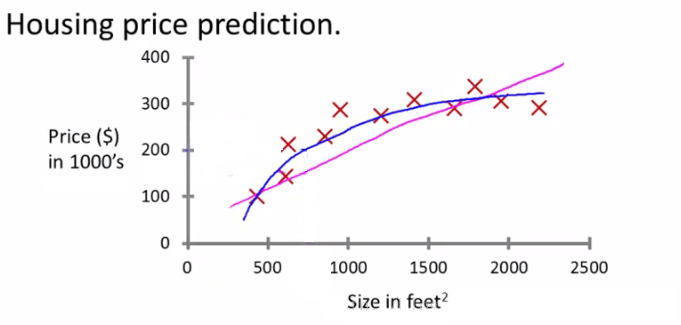 Housing price prediction.
400
300
Price ($)
in 1000's
200
100
0
0 500 1000 1500 2000 2500
Size in feet²